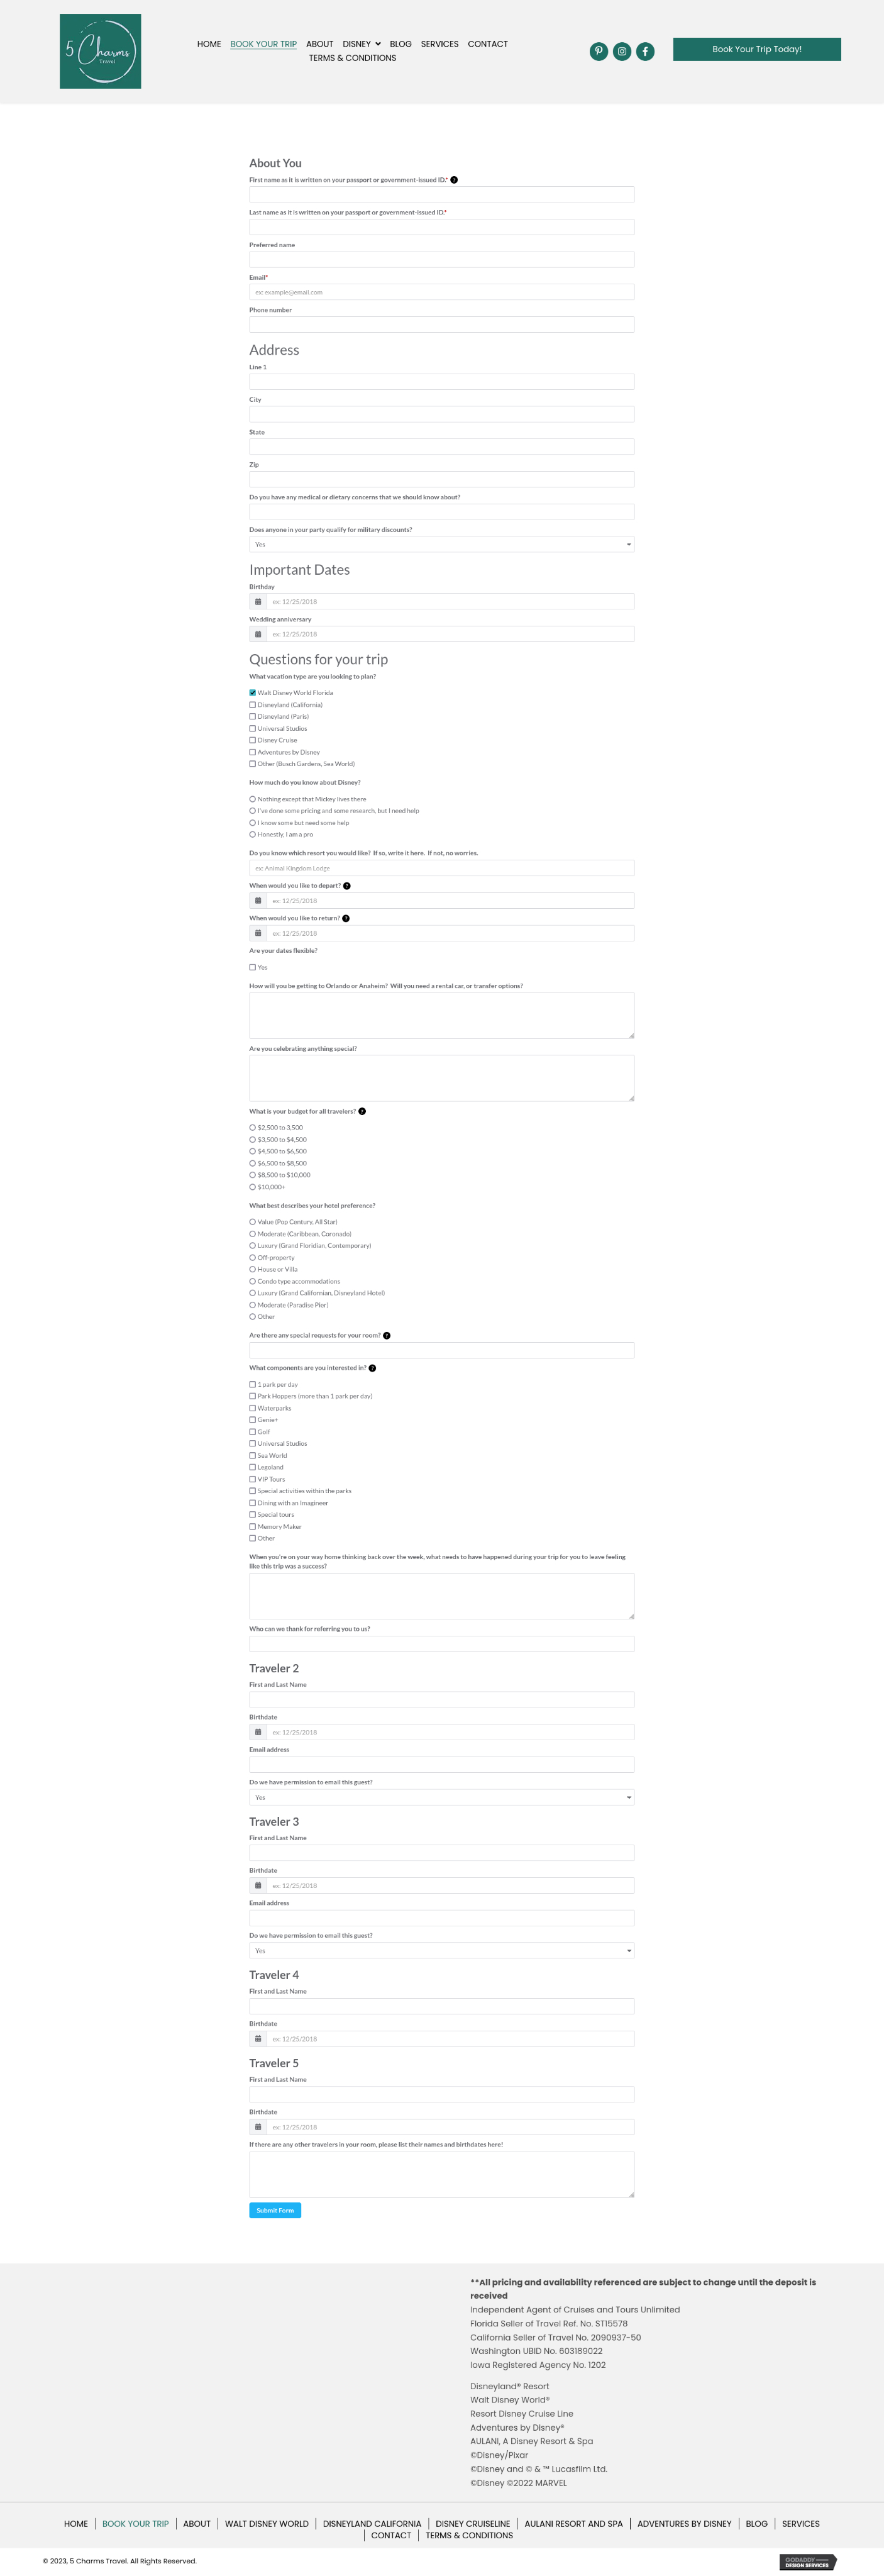 5 Charms
Travel
HOME BOOK YOUR TRIP ABOUT DISNEY BLOG SERVICES CONTACT
TERMS & CONDITIONS
Book Your Trip Today!
About You
First name as it is written on your passport or government-issued ID.* ?
Last name as it is written on your passport or government-issued ID.*
Preferred name
Email*
ex: example@email.com
Phone number
Address
Line 1
City
State
Zip
Do you have any medical or dietary concerns that we should know about?
Does anyone in your party qualify for military discounts?
Yes
Important Dates
Birthday
ex: 12/25/2018
Wedding anniversary
ex: 12/25/2018
Questions for your trip
What vacation type are you looking to plan?
Walt Disney World Florida
Disneyland (California)
Disneyland (Paris)
Universal Studios
Disney Cruise
Adventures by Disney
Other (Busch Gardens, Sea World)
How much do you know about Disney?
Nothing except that Mickey lives there
I've done some pricing and some research, but I need help
I know some but need some help
Honestly, I am a pro
Do you know which resort you would like? If so, write it here. If not, no worries.
ex: Animal Kingdom Lodge
When would you like to depart? ?
ex: 12/25/2018
When would you like to return? ?
ex: 12/25/2018
Are your dates flexible?
Yes
How will you be getting to Orlando or Anaheim? Will you need a rental car, or transfer options?
Are you celebrating anything special?
What is your budget for all travelers? ?
$2,500 to 3,500
$3,500 to $4,500
$4,500 to $6,500
$6,500 to $8,500
$8,500 to $10,000
$10,000+
What best describes your hotel preference?
Value (Pop Century, All Star)
Moderate (Caribbean, Coronado)
Luxury (Grand Floridian, Contemporary)
Off-property
House or Villa
Condo type accommodations
Luxury (Grand Californian, Disneyland Hotel)
Moderate (Paradise Pier)
Other
Are there any special requests for your room? ?
What components are you interested in? ?
1 park per day
Park Hoppers (more than 1 park per day)
Waterparks
Genie+
Golf
Universal Studios
Sea World
Legoland
VIP Tours
Special activities within the parks
Dining with an Imagineer
Special tours
Memory Maker
Other
When you're on your way home thinking back over the week, what needs to have happened during your trip for you to leave feeling
like this trip was a success?
Who can we thank for referring you to us?
Traveler 2
First and Last Name
Birthdate
ex: 12/25/2018
Email address
Do we have permission to email this guest?
Yes
Traveler 3
First and Last Name
Birthdate
ex: 12/25/2018
Email address
Do we have permission to email this guest?
Yes
Traveler 4
First and Last Name
Birthdate
ex: 12/25/2018
Traveler 5
First and Last Name
Birthdate
ex: 12/25/2018
If there are any other travelers in your room, please list their names and birthdates here!
Submit Form
**All pricing and availability referenced are subject to change until the deposit is
received
Independent Agent of Cruises and Tours Unlimited
Florida Seller of Travel Ref. No. ST15578
California Seller of Travel No. 2090937-50
Washington UBID No. 603189022
Iowa Registered Agency No. 1202
Disneyland® Resort
Walt Disney World®
Resort Disney Cruise Line
Adventures by Disney®
AULANI, A Disney Resort & Spa
©Disney/Pixar
©Disney and © & ™ Lucasfilm Ltd.
©Disney ©2022 MARVEL
HOME BOOK YOUR TRIP ABOUT WALT DISNEY WORLD DISNEYLAND CALIFORNIA DISNEY CRUISELINE AULANI RESORT AND SPA ADVENTURES BY DISNEY BLOG SERVICES
CONTACT TERMS & CONDITIONS
© 2023, 5 Charms Travel. All Rights Reserved.
GODADDY
DESIGN SERVICES